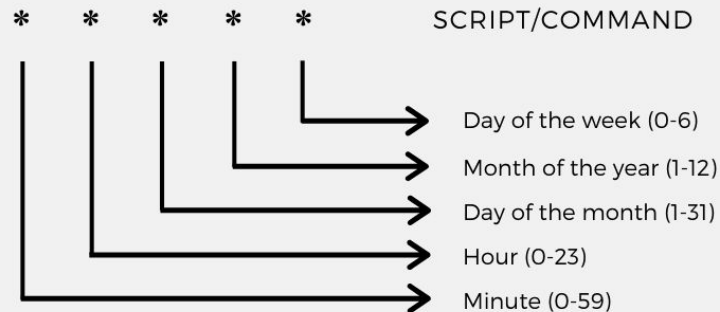 * * * * * SCRIPT/COMMAND
Day of the week (0-6)
Month of the year (1-12)
Day of the month (1-31)
Hour (0-23)
Minute (0-59)